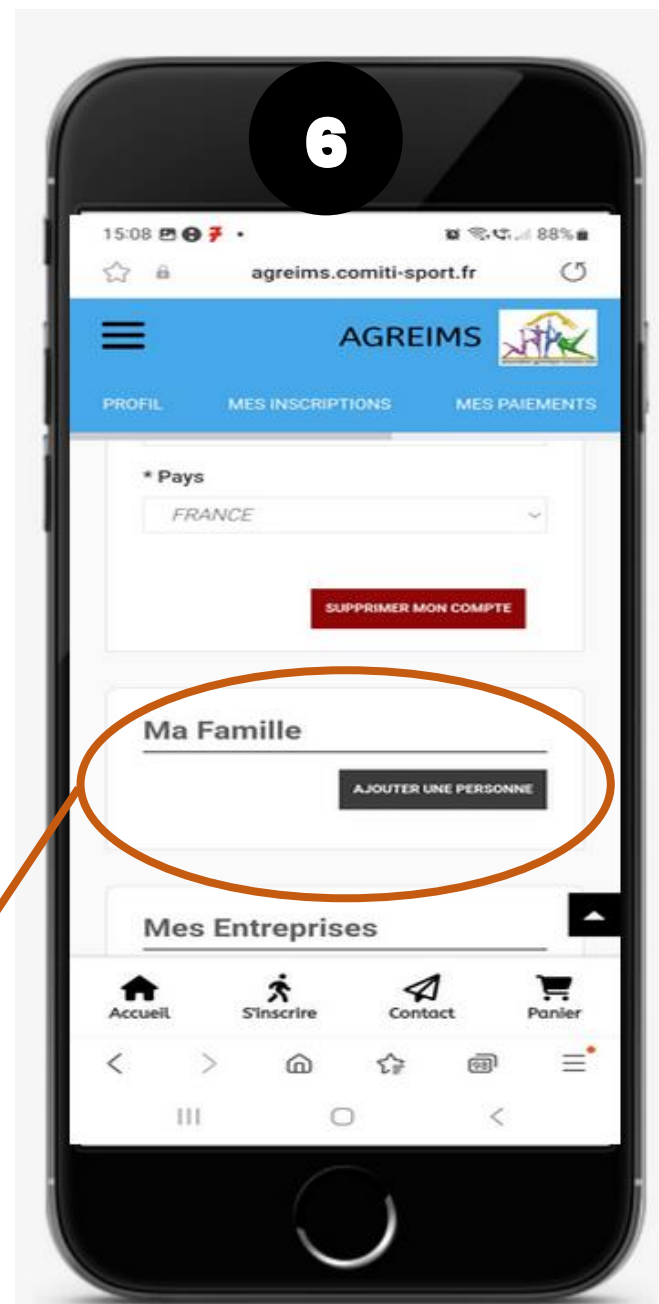 6
15:08 88%
agreims.comiti-sport.fr
AGREIMS
PROFIL MES INSCRIPTIONS MES PAIEMENTS
* Pays
FRANCE
SUPPRIMER MON COMPTE
Ma Famille
AJOUTER UNE PERSONNE
Mes Entreprises
Accueil S'inscrire Contact Panier
98